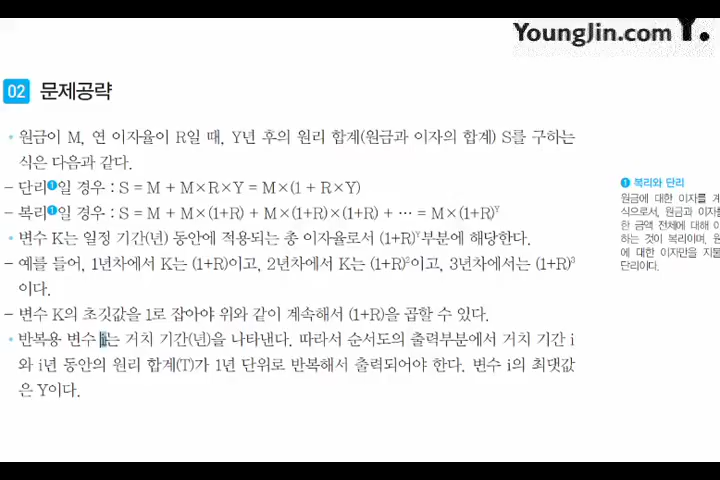 YoungJin.com Y.
02 문제공략
• 원금이 M, 연 이자율이 R일 때, Y년 후의 원리 합계(원금과 이자의 합계) S를 구하는
식은 다음과 같다.
– 단리❶일 경우 : S = M + M×R×Y = M×(1 + R×Y)
– 복리❶일 경우 : S = M + M×(1+R) + M×(1+R)×(1+R) + ⋯ = M×(1+R)ʸ
• 변수 K는 일정 기간(년) 동안에 적용되는 총 이자율로서 (1+R)ʸ부분에 해당한다.
– 예를 들어, 1년차에서 K는 (1+R)이고, 2년차에서 K는 (1+R)²이고, 3년차에서는 (1+R)³
이다.
– 변수 K의 초깃값을 1로 잡아야 위와 같이 계속해서 (1+R)을 곱할 수 있다.
• 반복용 변수 i는 거치 기간(년)을 나타낸다. 따라서 순서도의 출력부분에서 거치 기간 i
와 i년 동안의 원리 합계(T)가 1년 단위로 반복해서 출력되어야 한다. 변수 i의 최댓값
은 Y이다.
❶ 복리와 단리
원금에 대한 이자를 계
식으로서, 원금과 이자를
한 금액 전체에 대해 이
하는 것이 복리이며, 원
에 대한 이자만을 지불
단리이다.